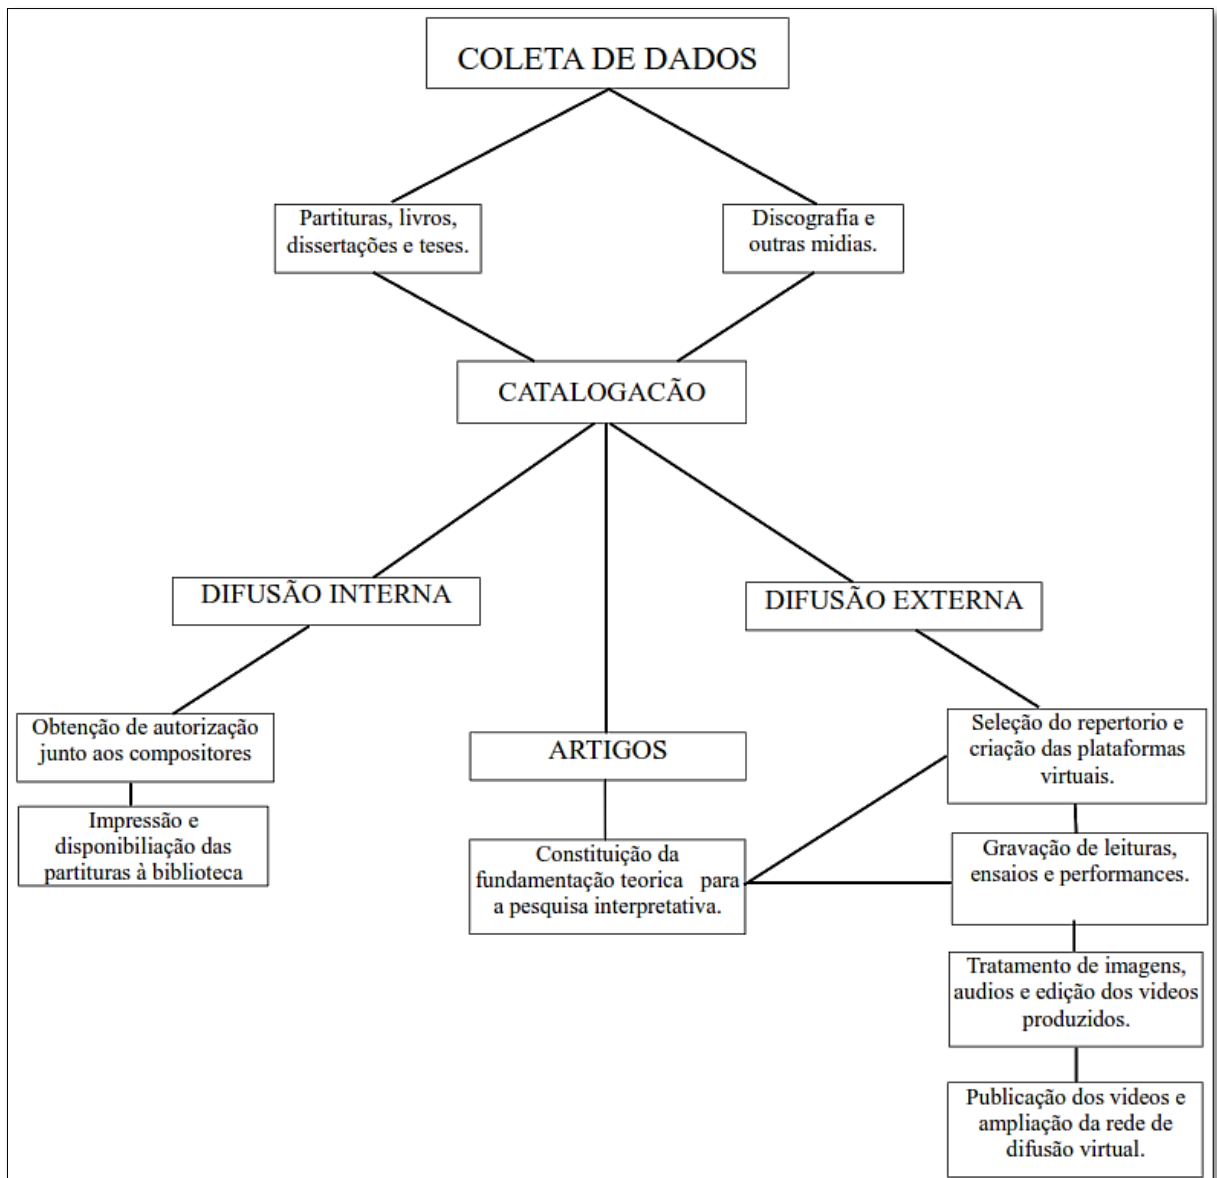 COLETA DE DADOS
Partituras, livros,
dissertações e teses.
Discografia e
outras midias.
CATALOGACÃO
DIFUSÃO INTERNA
DIFUSÃO EXTERNA
Obtenção de autorização
junto aos compositores
Impressão e
disponibiliação das
partituras à biblioteca
ARTIGOS
Constituição da
fundamentação teorica para
a pesquisa interpretativa.
Seleção do repertorio e
criação das plataformas
virtuais.
Gravação de leituras,
ensaios e performances.
Tratamento de imagens,
audios e edição dos videos
produzidos.
Publicação dos videos e
ampliação da rede de
difusão virtual.